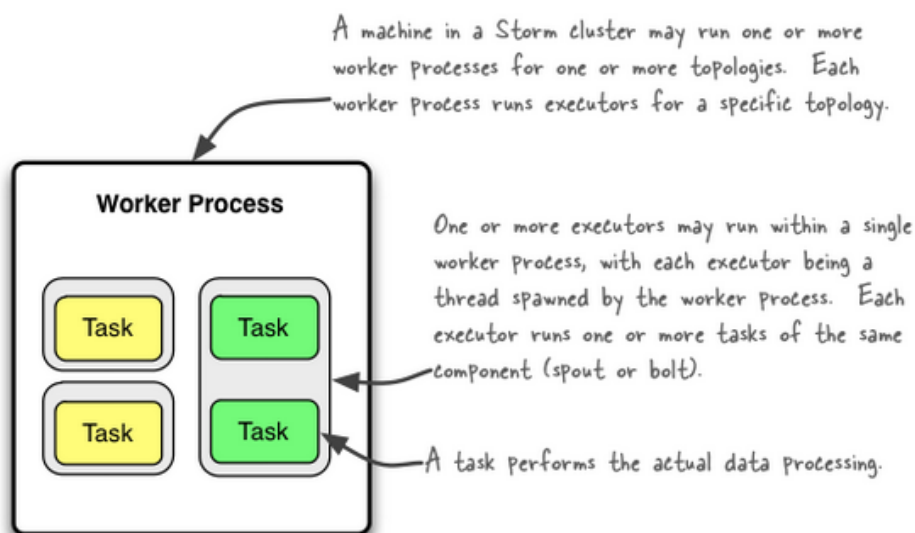 A machine in a Storm cluster may run one or more
worker processes for one or more topologies. Each
worker process runs executors for a specific topology.
Worker Process
One or more executors may run within a single
worker process, with each executor being a
thread spawned by the worker process. Each
executor runs one or more tasks of the same
component (spout or bolt).
Task
Task
Task
Task
A task performs the actual data processing.